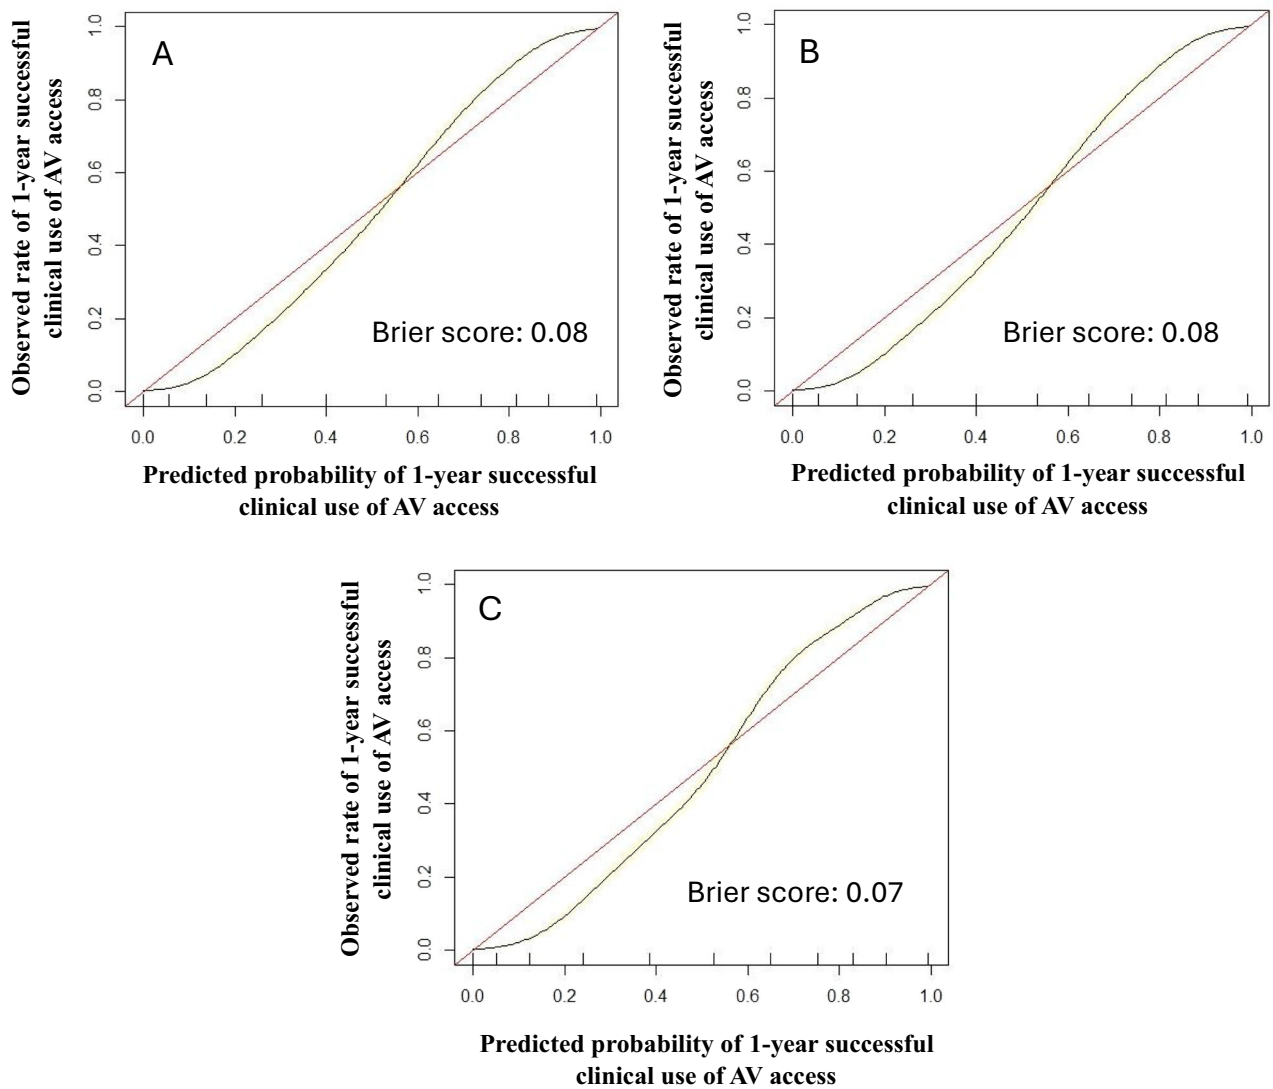 A
Observed rate of 1-year successful
clinical use of AV access
1.0
0.8
0.6
0.4
0.2
0.0
Brier score: 0.08
0.0 0.2 0.4 0.6 0.8 1.0
Predicted probability of 1-year successful
clinical use of AV access
B
Observed rate of 1-year successful
clinical use of AV access
1.0
0.8
0.6
0.4
0.2
0.0
Brier score: 0.08
0.0 0.2 0.4 0.6 0.8 1.0
Predicted probability of 1-year successful
clinical use of AV access
C
Observed rate of 1-year successful
clinical use of AV access
1.0
0.8
0.6
0.4
0.2
0.0
Brier score: 0.07
0.0 0.2 0.4 0.6 0.8 1.0
Predicted probability of 1-year successful
clinical use of AV access